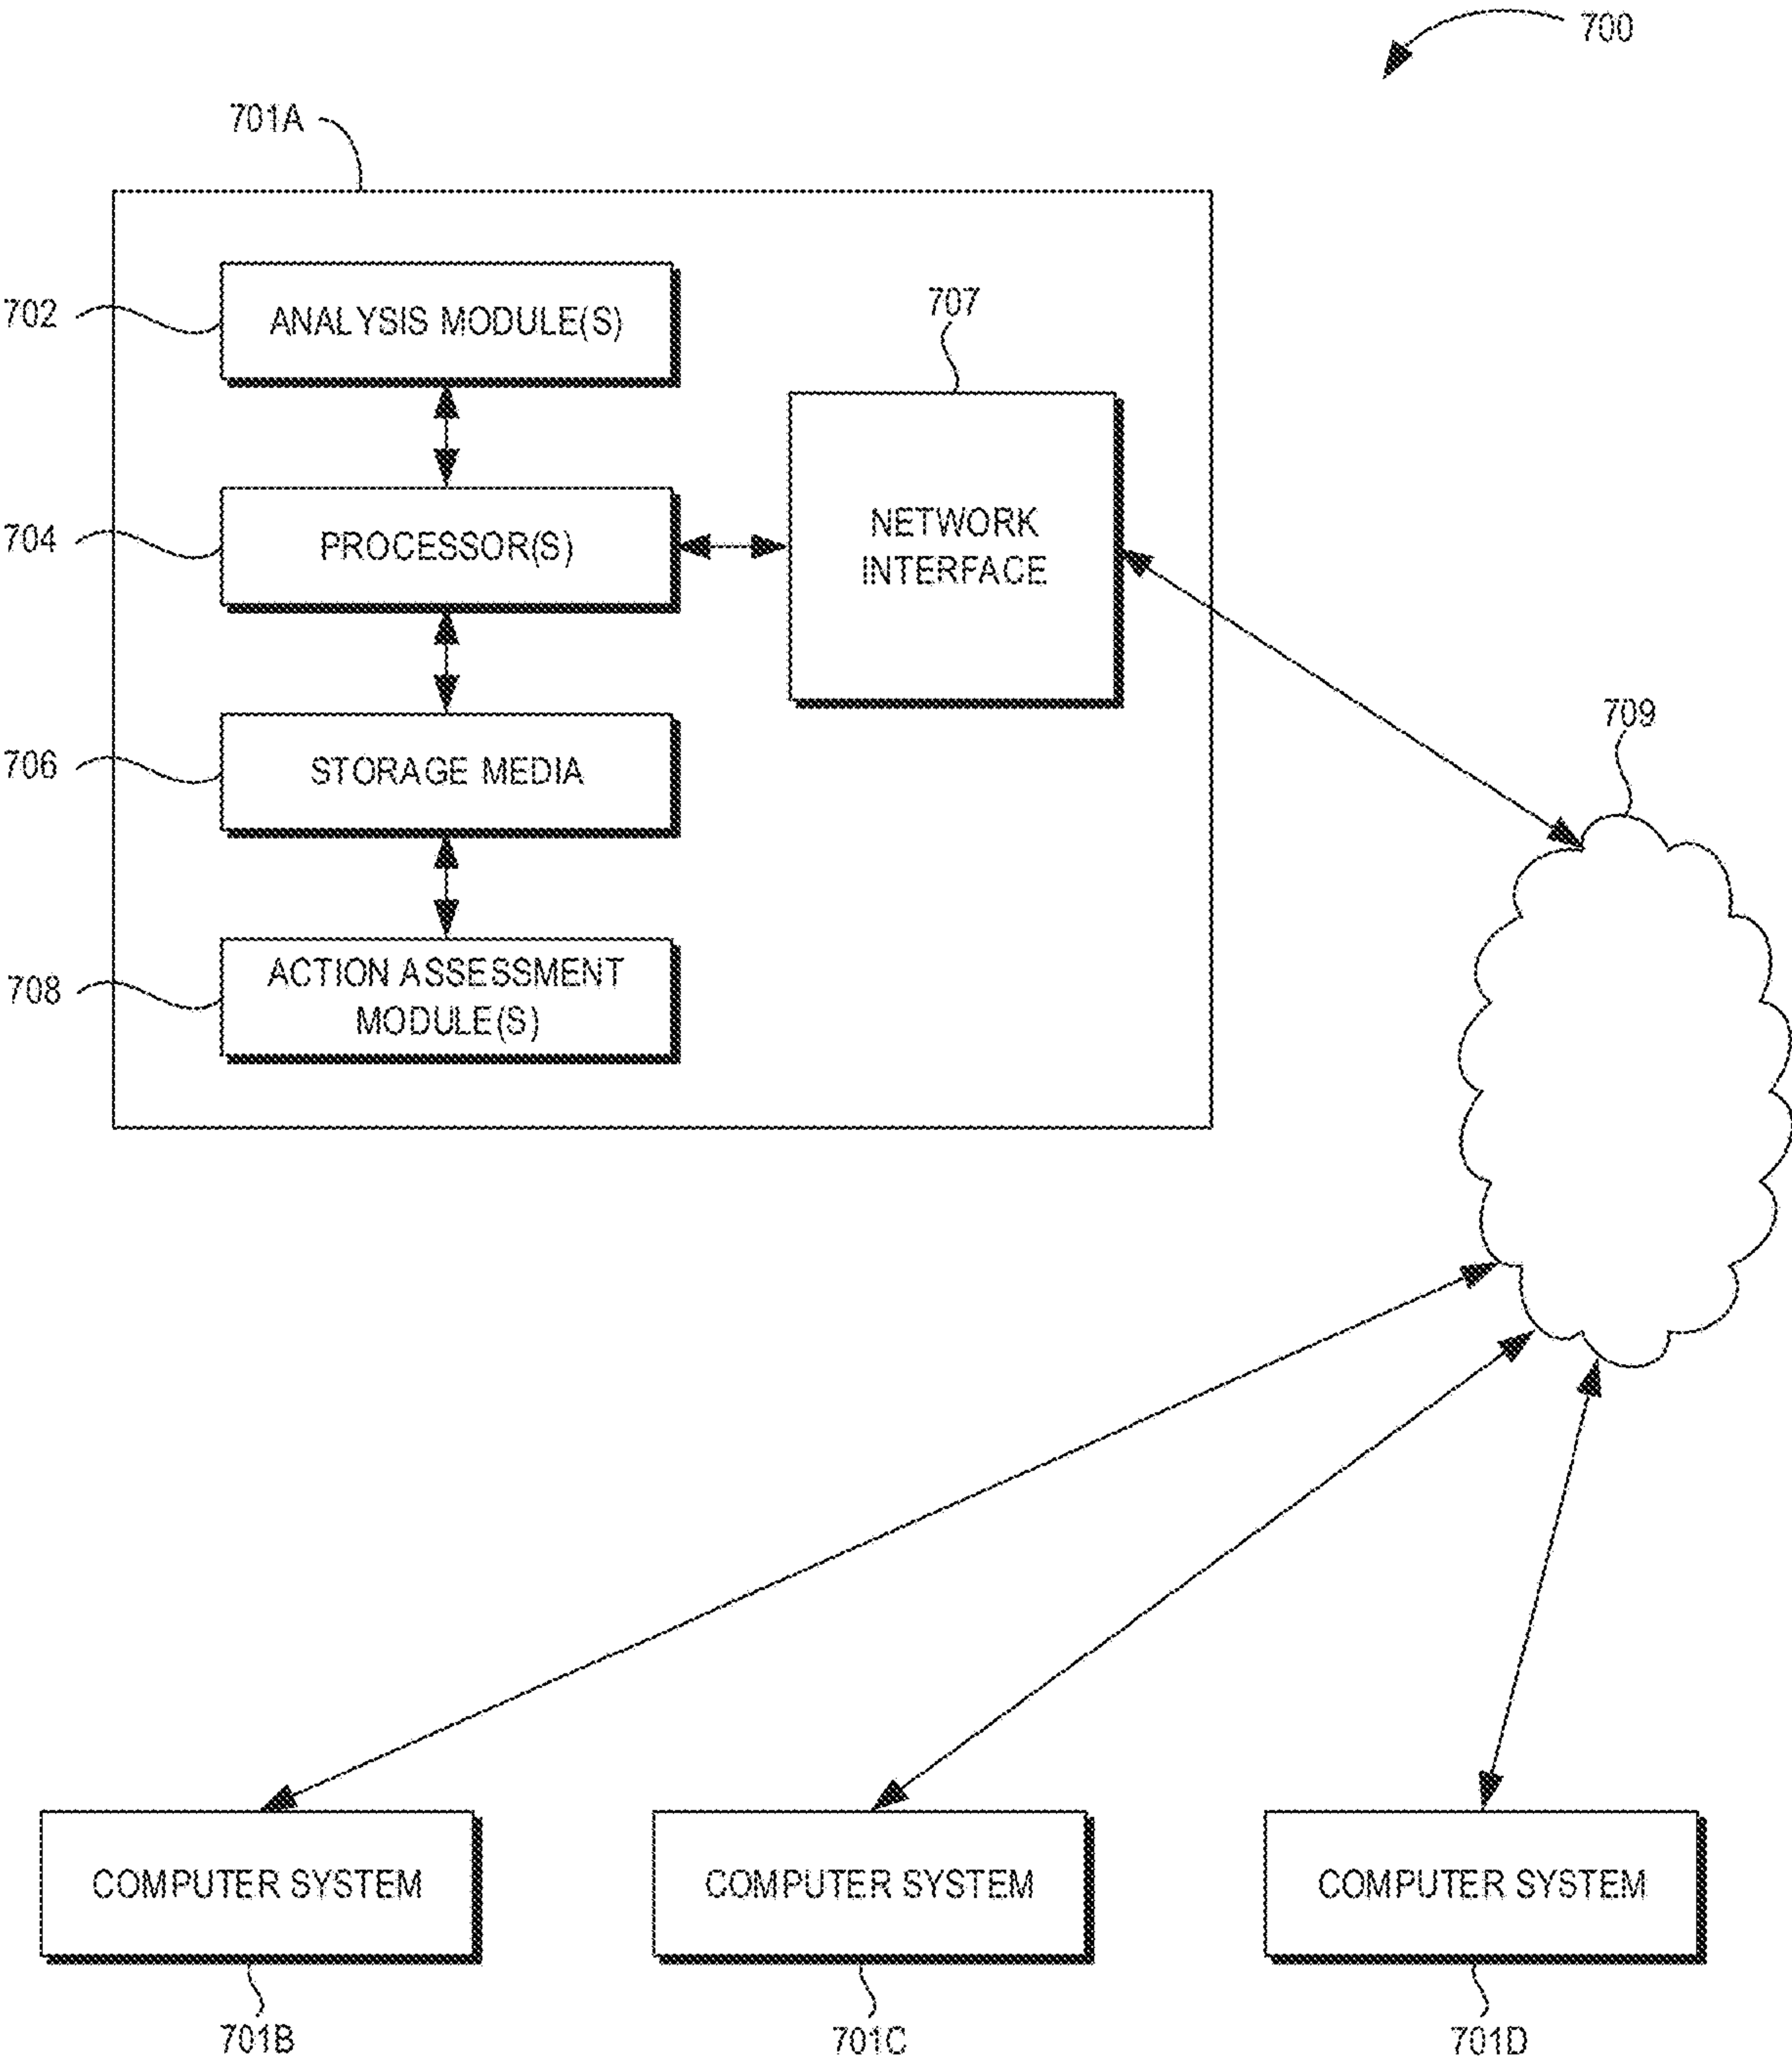 700
701A
702
ANALYSIS MODULE(S)
707
704
PROCESSOR(S)
NETWORK
INTERFACE
706
STORAGE MEDIA
709
708
ACTION ASSESSMENT
MODULE(S)
COMPUTER SYSTEM
COMPUTER SYSTEM
COMPUTER SYSTEM
701B
701C
701D